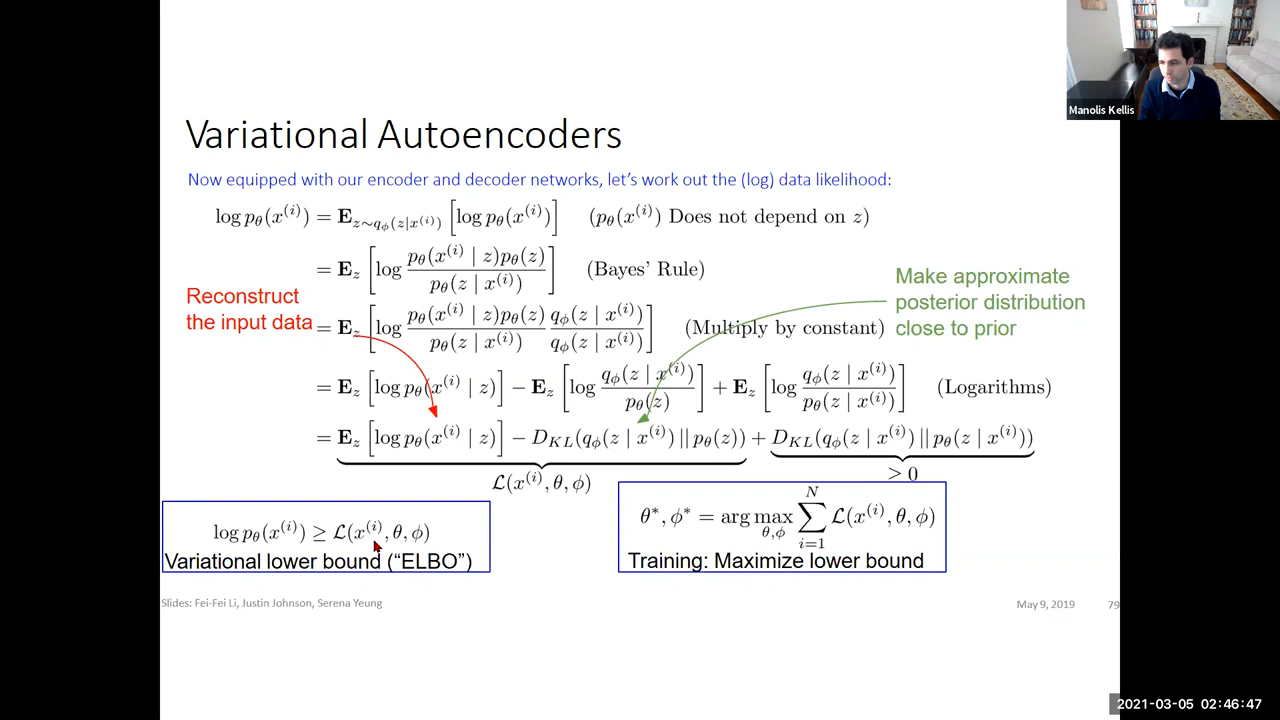 Manolis Kellis
Variational Autoencoders
Now equipped with our encoder and decoder networks, let's work out the (log) data likelihood:
log p_θ(x^(i)) = E_{z∼q_φ(z|x^(i))} [log p_θ(x^(i))] (p_θ(x^(i)) Does not depend on z)
= E_z [log p_θ(x^(i) | z)p_θ(z) / p_θ(z | x^(i))] (Bayes' Rule)
Make approximate
posterior distribution
close to prior
Reconstruct
the input data
= E_z [log p_θ(x^(i) | z)p_θ(z) / p_θ(z | x^(i)) q_φ(z | x^(i)) / q_φ(z | x^(i))] (Multiply by constant)
= E_z [log p_θ(x^(i) | z)] − E_z [log q_φ(z | x^(i)) / p_θ(z)] + E_z [log q_φ(z | x^(i)) / p_θ(z | x^(i))] (Logarithms)
= E_z [log p_θ(x^(i) | z)] − D_KL(q_φ(z | x^(i)) || p_θ(z)) + D_KL(q_φ(z | x^(i)) || p_θ(z | x^(i)))
ℒ(x^(i), θ, φ)
≥ 0
log p_θ(x^(i)) ≥ ℒ(x^(i), θ, φ)
Variational lower bound (“ELBO”)
θ*, φ* = arg max_{θ,φ} ∑_{i=1}^{N} ℒ(x^(i), θ, φ)
Training: Maximize lower bound
Slides: Fei-Fei Li, Justin Johnson, Serena Yeung
May 9, 2019
79
2021-03-05 02:46:47